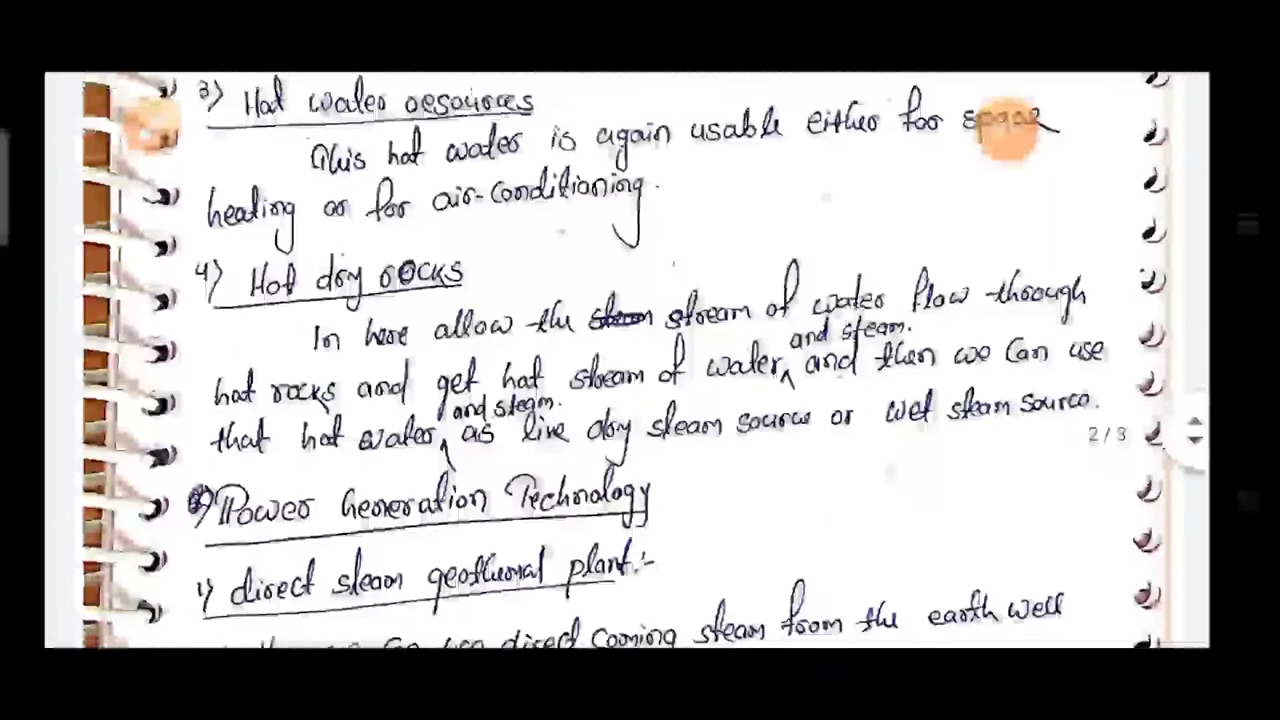 3) Hot water resources
This hot water is again usable either for space
heating or for air-conditioning.
4) Hot dry rocks
In here allow the steam stream of water flow through
and steam.
hot rocks and get hot stream of water, and then we can use
and steam.
that hot water, as live dry steam source or wet steam source.
2/3
Power Generation Technology
1) direct steam geothermal plant:-
direct coming steam from the earth well